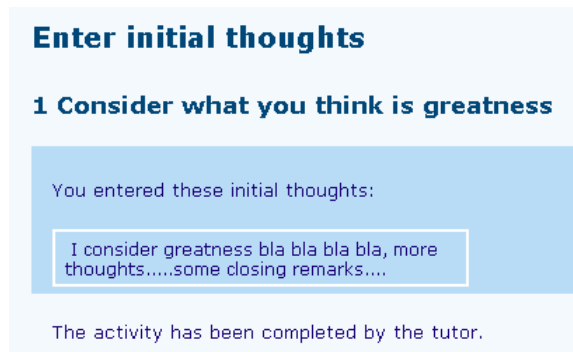 Enter initial thoughts
1 Consider what you think is greatness
You entered these initial thoughts:
I consider greatness bla bla bla bla, more
thoughts.....some closing remarks....
The activity has been completed by the tutor.